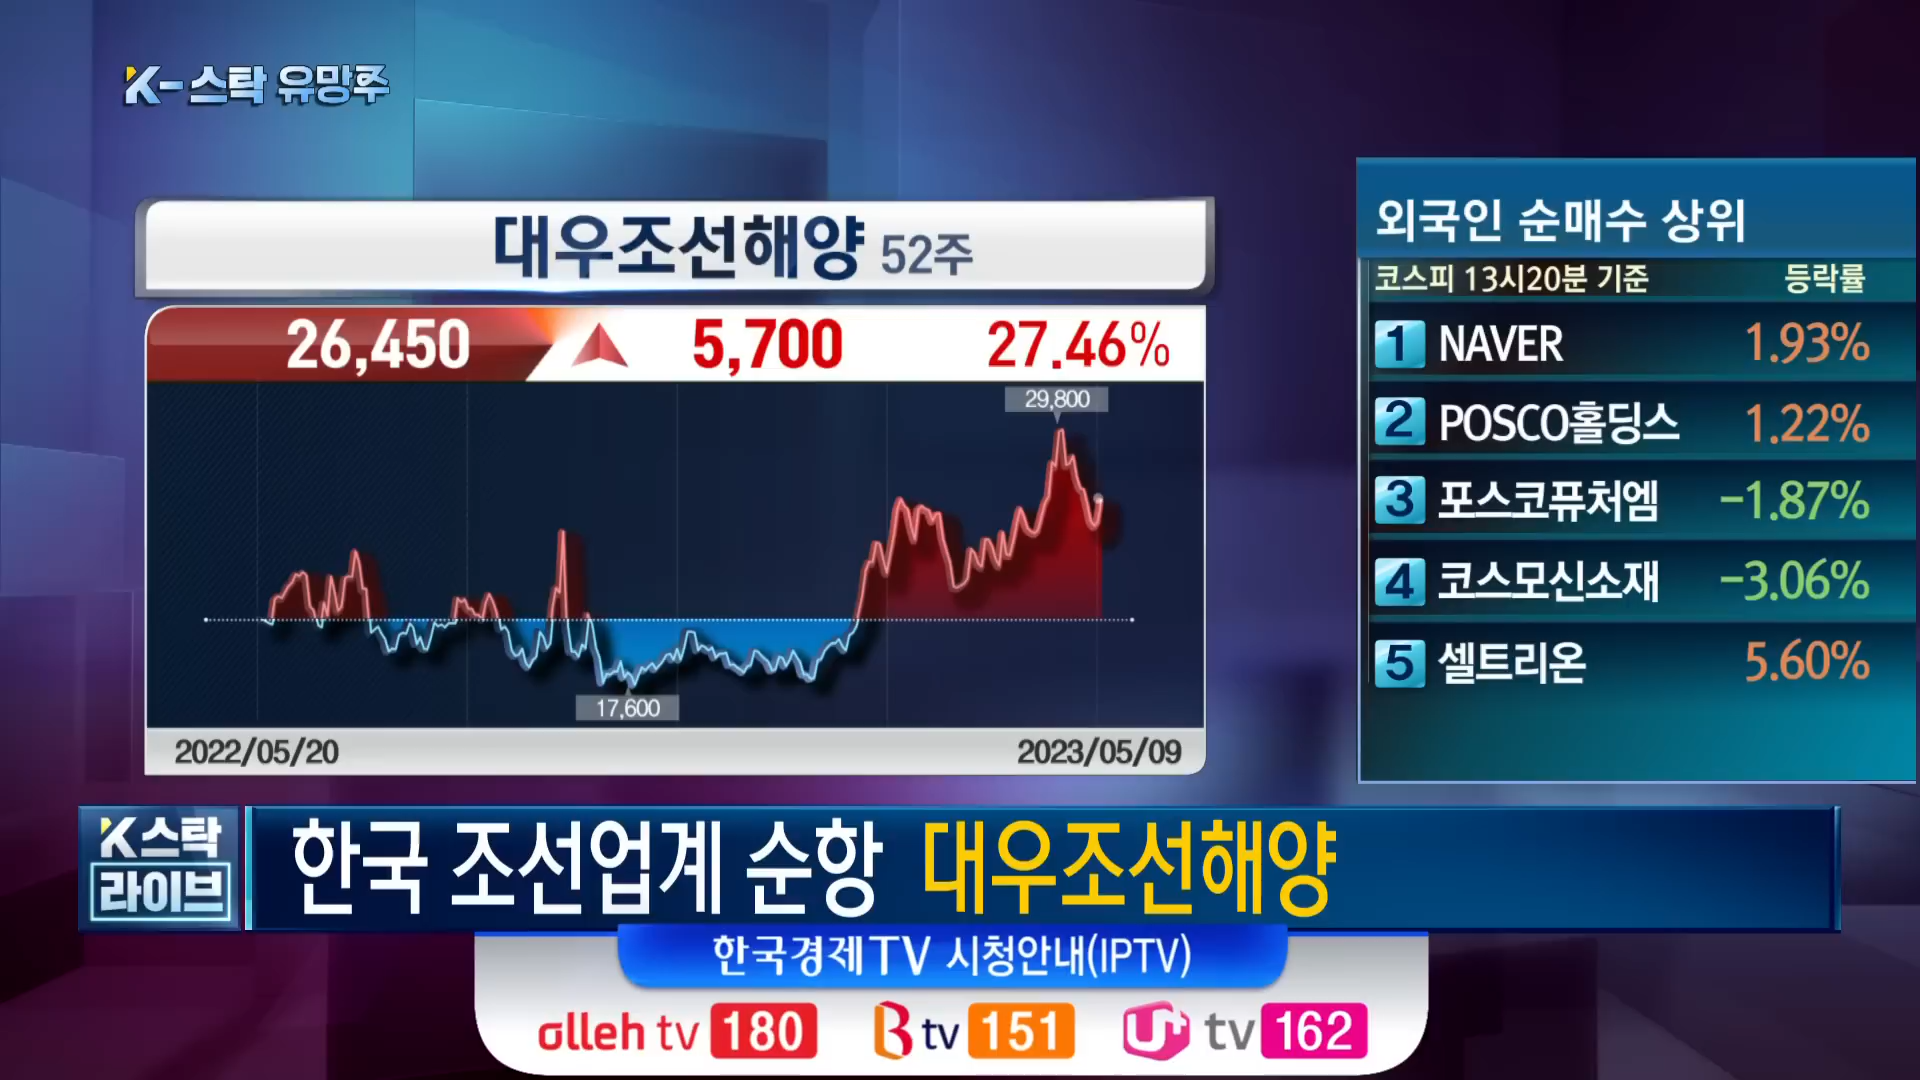 K-스탁 유망주
대우조선해양 52주
26,450 5,700 27.46%
29,800
17,600
2022/05/20 2023/05/09
외국인 순매수 상위
코스피 13시20분 기준 등락률
1 NAVER 1.93%
2 POSCO홀딩스 1.22%
3 포스코퓨처엠 -1.87%
4 코스모신소재 -3.06%
5 셀트리온 5.60%
K스탁
라이브
한국 조선업계 순항 대우조선해양
한국경제TV 시청안내(IPTV)
olleh tv 180 B tv 151 U+ tv 162